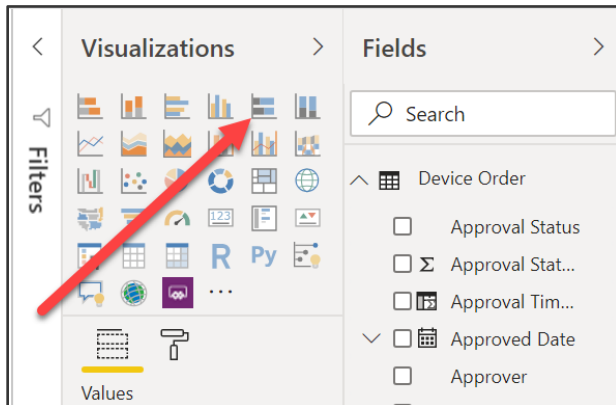 Visualizations
Fields
Search
Filters
Device Order
Approval Status
Σ Approval Stat...
Approval Tim...
Approved Date
Approver
123
R Py
...
Values